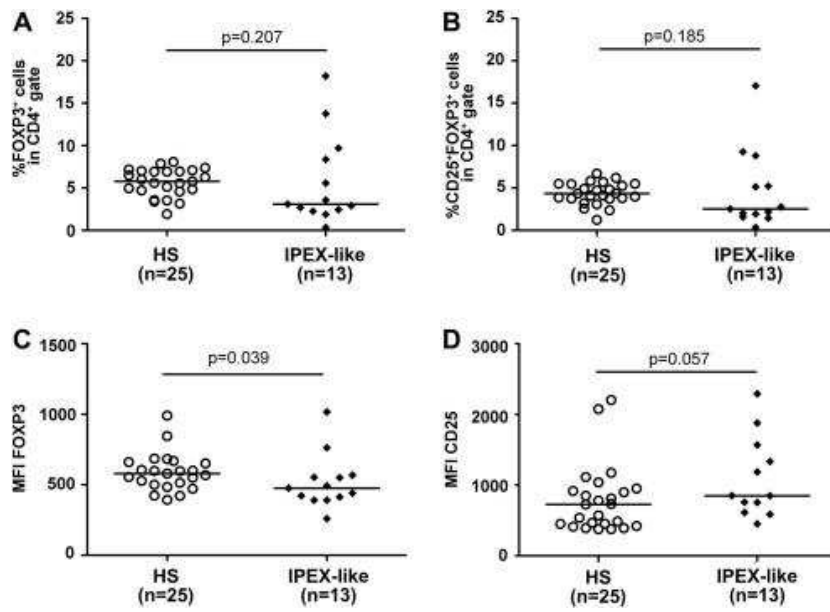 A
p=0.207
%FOXP3⁺ cells
in CD4⁺ gate
25
20
15
10
5
0
HS
(n=25)
IPEX-like
(n=13)
B
p=0.185
%CD25⁺FOXP3⁺ cells
in CD4⁺ gate
25
20
15
10
5
0
HS
(n=25)
IPEX-like
(n=13)
C
p=0.039
MFI FOXP3
1500
1000
500
0
HS
(n=25)
IPEX-like
(n=13)
D
p=0.057
MFI CD25
3000
2000
1000
0
HS
(n=25)
IPEX-like
(n=13)